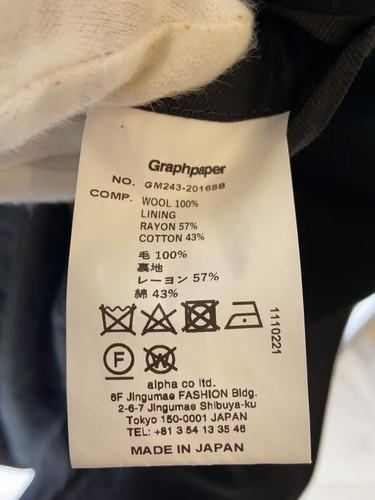 Graphpaper
NO. GM243-20168B
COMP. WOOL 100%
LINING
RAYON 57%
COTTON 43%
毛 100%
裏地
レーヨン 57%
綿 43%
F W
1110221
alpha co ltd.
6F Jingumae FASHION Bldg.
2-6-7 Jingumae Shibuya-ku
Tokyo 150-0001 JAPAN
TEL: +81 3 54 13 35 46
MADE IN JAPAN